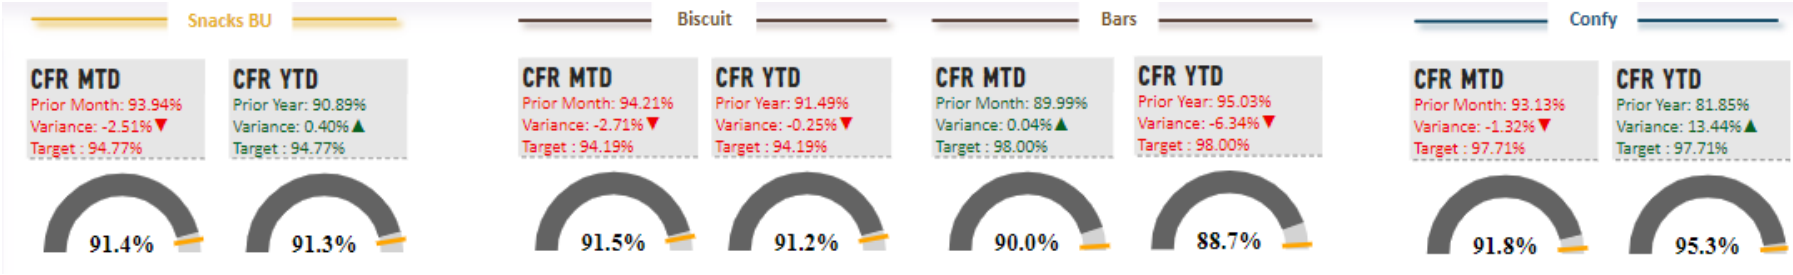 Snacks BU
CFR MTD
Prior Month: 93.94%
Variance: -2.51%▼
Target : 94.77%
91.4%
CFR YTD
Prior Year: 90.89%
Variance: 0.40%▲
Target : 94.77%
91.3%
Biscuit
CFR MTD
Prior Month: 94.21%
Variance: -2.71%▼
Target : 94.19%
91.5%
CFR YTD
Prior Year: 91.49%
Variance: -0.25%▼
Target : 94.19%
91.2%
Bars
CFR MTD
Prior Month: 89.99%
Variance: 0.04%▲
Target : 98.00%
90.0%
CFR YTD
Prior Year: 95.03%
Variance: -6.34%▼
Target : 98.00%
88.7%
Confy
CFR MTD
Prior Month: 93.13%
Variance: -1.32%▼
Target : 97.71%
91.8%
CFR YTD
Prior Year: 81.85%
Variance: 13.44%▲
Target : 97.71%
95.3%